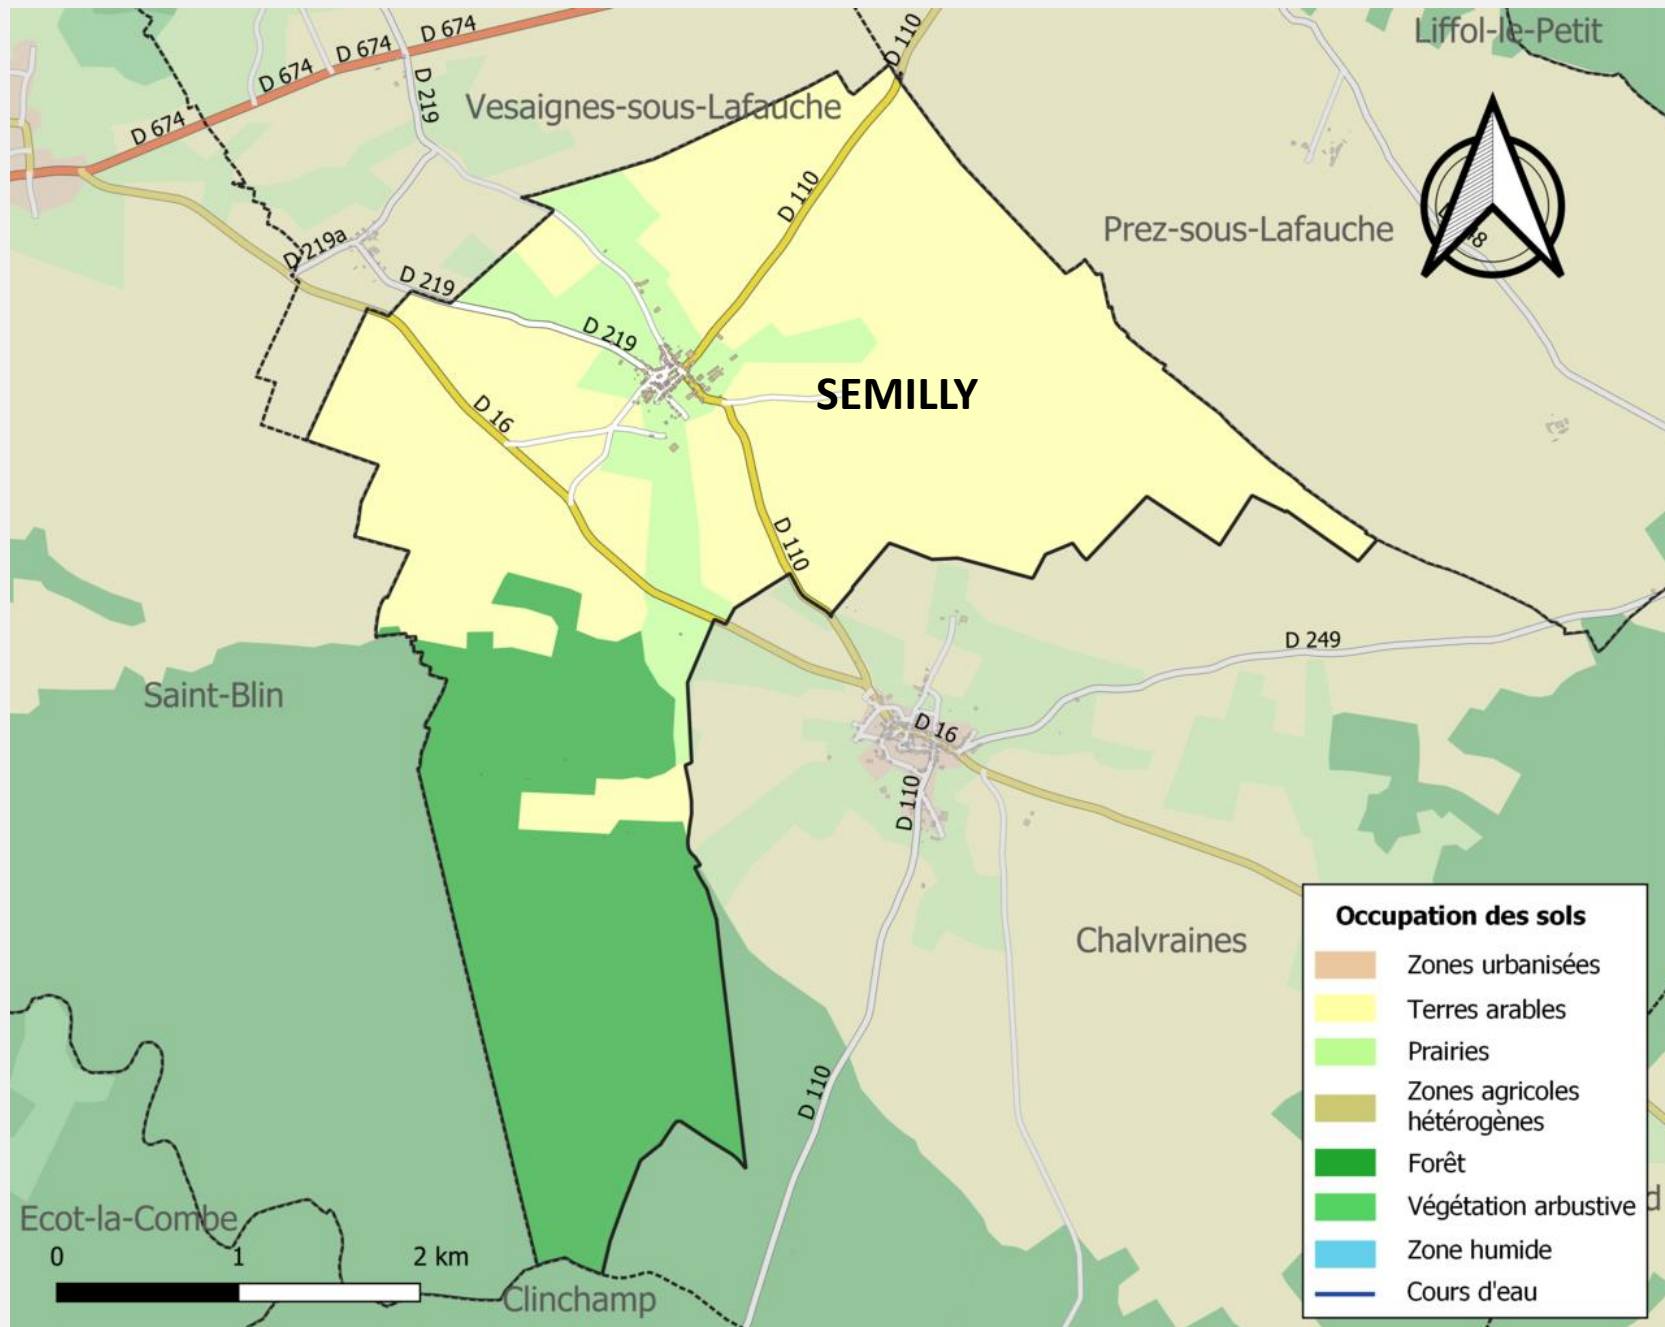 Liffol-le-Petit
D 674
D 674
D 674
D 674
D 110
D 219
Vesaignes-sous-Lafauche
D 110
Prez-sous-Lafauche
D 219a
D 219
D 219
SEMILLY
D 16
D 110
D 249
Saint-Blin
D 16
D 110
Chalvraines
D 110
Ecot-la-Combe
Clinchamp
0 1 2 km
Occupation des sols
Zones urbanisées
Terres arables
Prairies
Zones agricoles
hétérogènes
Forêt
Végétation arbustive
Zone humide
Cours d'eau